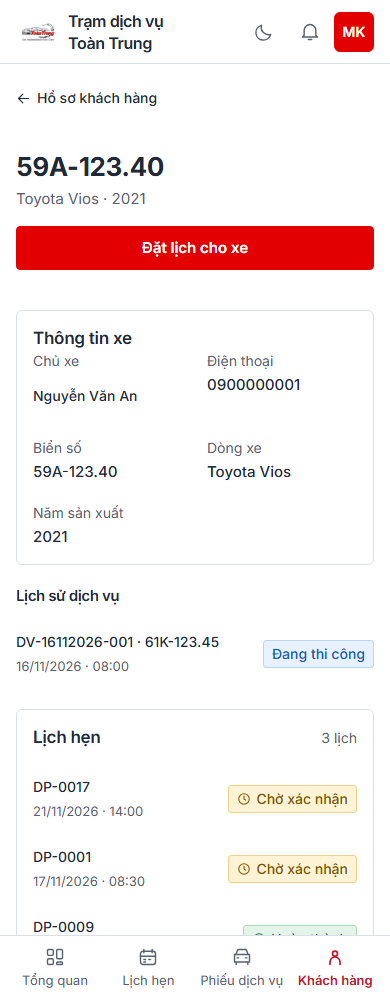 Trạm dịch vụ
Toàn Trung
MK
← Hồ sơ khách hàng
59A-123.40
Toyota Vios · 2021
Đặt lịch cho xe
Thông tin xe
Chủ xe
Điện thoại
Nguyễn Văn An
0900000001
Biển số
Dòng xe
59A-123.40
Toyota Vios
Năm sản xuất
2021
Lịch sử dịch vụ
DV-16112026-001 · 61K-123.45
16/11/2026 · 08:00
Đang thi công
Lịch hẹn
3 lịch
DP-0017
21/11/2026 · 14:00
Chờ xác nhận
DP-0001
17/11/2026 · 08:30
Chờ xác nhận
DP-0009
Tổng quan
Lịch hẹn
Phiếu dịch vụ
Khách hàng